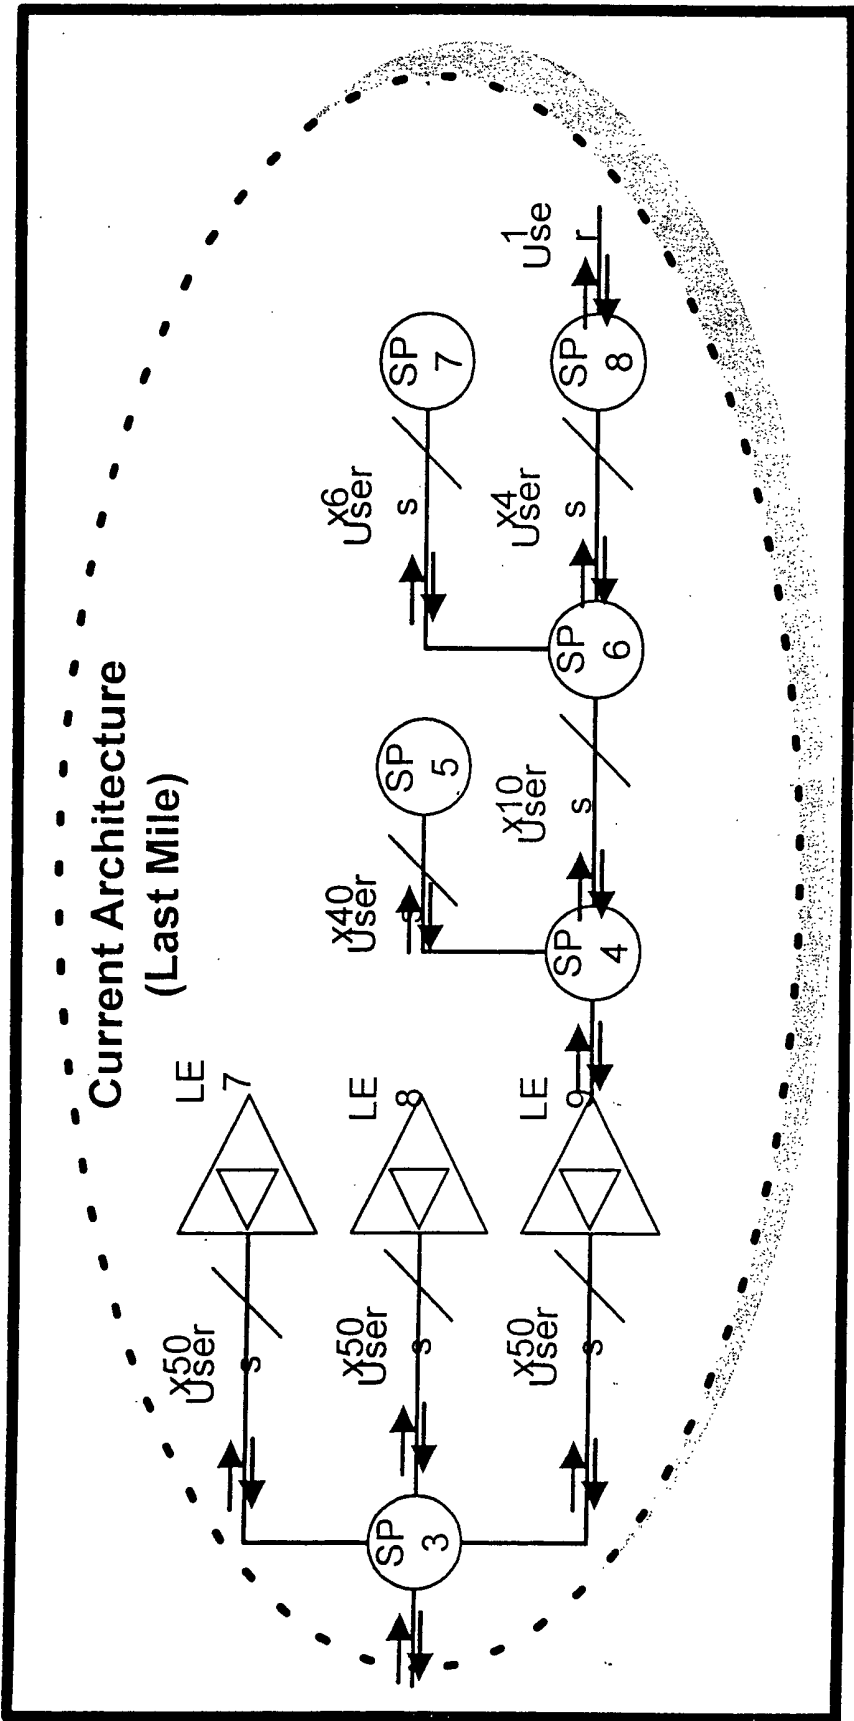 Current Architecture
(Last Mile)
LE
7
x50
User
s
LE
8
x50
User
s
LE
9
x50
User
s
SP
3
SP
4
x40
User
s
SP
5
x10
User
s
SP
6
x6
User
s
SP
7
x4
User
s
SP
8
1
Use
r